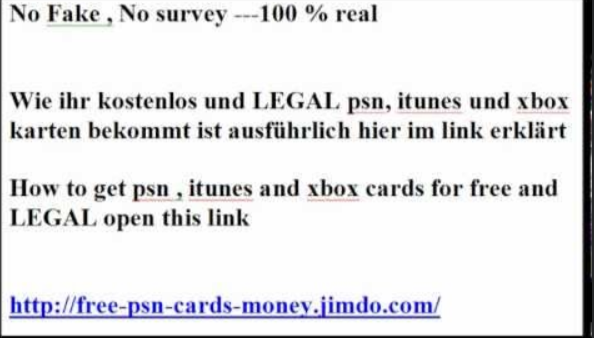 No Fake , No survey ---100 % real
Wie ihr kostenlos und LEGAL psn, itunes und xbox
karten bekommt ist ausführlich hier im link erklärt
How to get psn , itunes and xbox cards for free and
LEGAL open this link
http://free-psn-cards-money.jimdo.com/